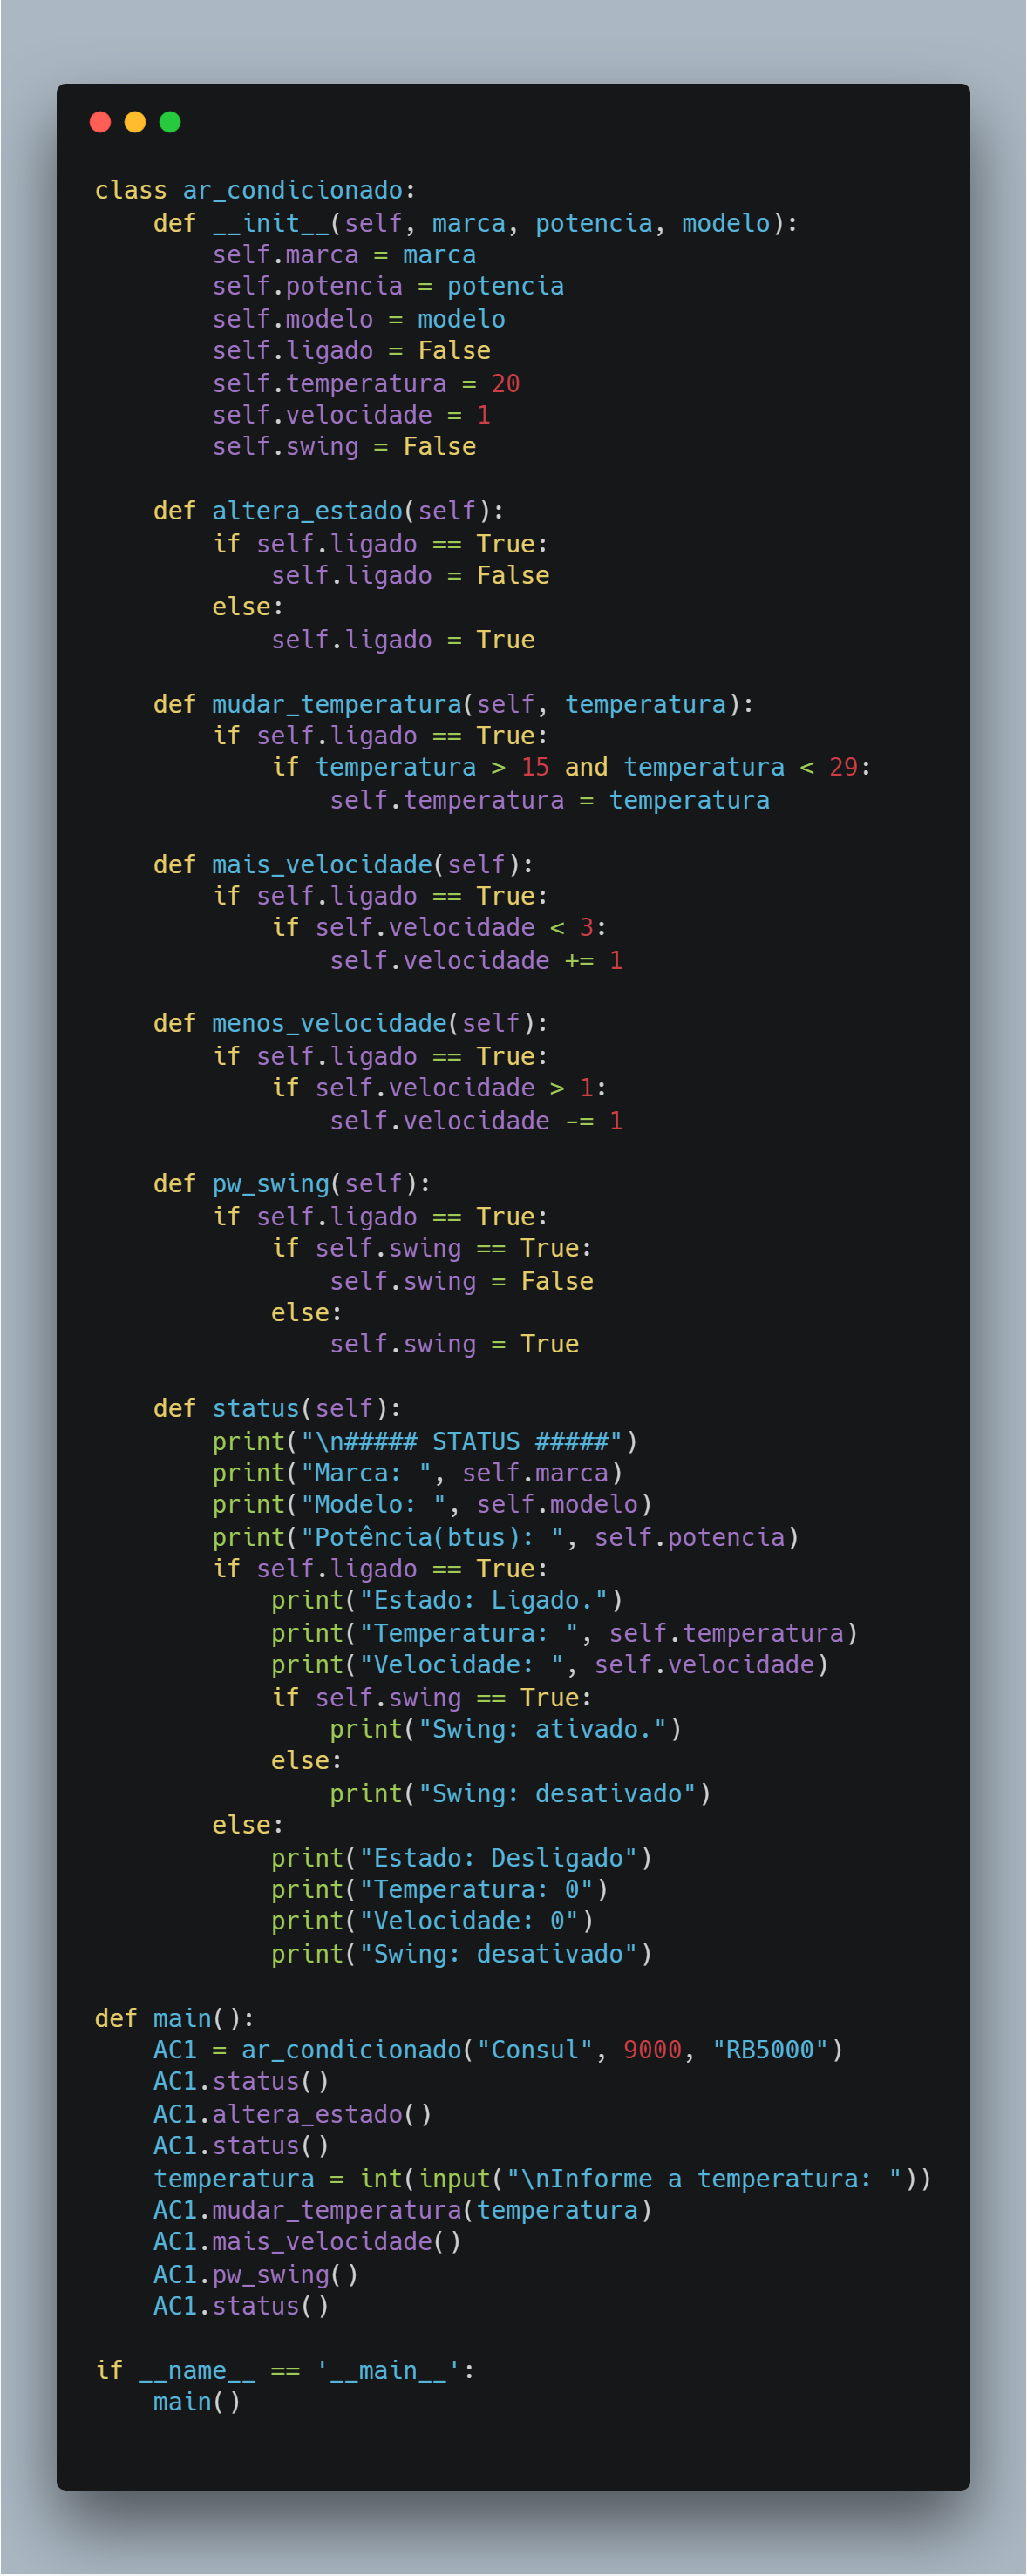 class ar_condicionado:
    def __init__(self, marca, potencia, modelo):
        self.marca = marca
        self.potencia = potencia
        self.modelo = modelo
        self.ligado = False
        self.temperatura = 20
        self.velocidade = 1
        self.swing = False

    def altera_estado(self):
        if self.ligado == True:
            self.ligado = False
        else:
            self.ligado = True

    def mudar_temperatura(self, temperatura):
        if self.ligado == True:
            if temperatura > 15 and temperatura < 29:
                self.temperatura = temperatura

    def mais_velocidade(self):
        if self.ligado == True:
            if self.velocidade < 3:
                self.velocidade += 1

    def menos_velocidade(self):
        if self.ligado == True:
            if self.velocidade > 1:
                self.velocidade -= 1

    def pw_swing(self):
        if self.ligado == True:
            if self.swing == True:
                self.swing = False
            else:
                self.swing = True

    def status(self):
        print("\n##### STATUS #####")
        print("Marca: ", self.marca)
        print("Modelo: ", self.modelo)
        print("Potência(btus): ", self.potencia)
        if self.ligado == True:
            print("Estado: Ligado.")
            print("Temperatura: ", self.temperatura)
            print("Velocidade: ", self.velocidade)
            if self.swing == True:
                print("Swing: ativado.")
            else:
                print("Swing: desativado")
        else:
            print("Estado: Desligado")
            print("Temperatura: 0")
            print("Velocidade: 0")
            print("Swing: desativado")

def main():
    AC1 = ar_condicionado("Consul", 9000, "RB5000")
    AC1.status()
    AC1.altera_estado()
    AC1.status()
    temperatura = int(input("\nInforme a temperatura: "))
    AC1.mudar_temperatura(temperatura)
    AC1.mais_velocidade()
    AC1.pw_swing()
    AC1.status()

if __name__ == '__main__':
    main()